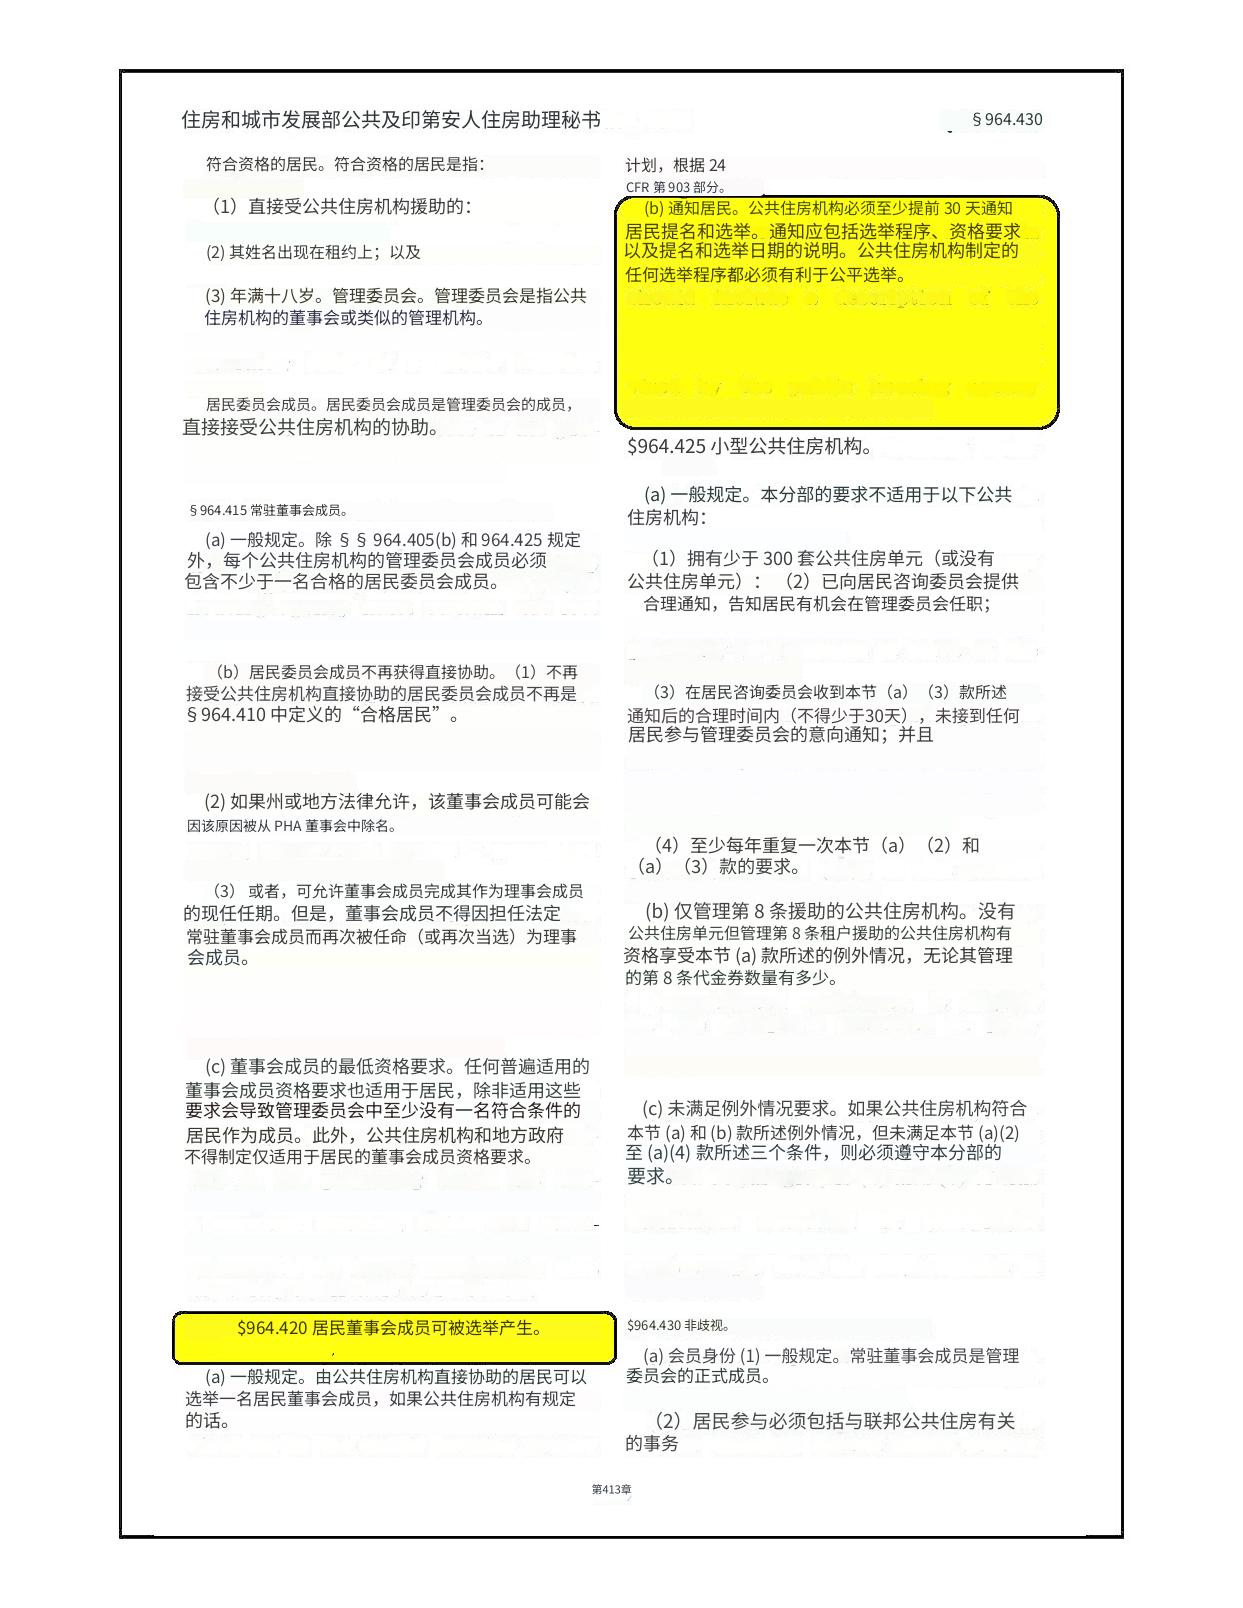 住房和城市发展部公共及印第安人住房助理秘书
§964.430
符合资格的居民。符合资格的居民是指：
（1）直接受公共住房机构援助的：
(2) 其姓名出现在租约上；以及
(3) 年满十八岁。管理委员会。管理委员会是指公共
住房机构的董事会或类似的管理机构。
居民委员会成员。居民委员会成员是管理委员会的成员，
直接接受公共住房机构的协助。
§964.415 常驻董事会成员。
(a) 一般规定。除 §§964.405(b) 和 964.425 规定
外，每个公共住房机构的管理委员会成员必须
包含不少于一名合格的居民委员会成员。
（b）居民委员会成员不再获得直接协助。（1）不再
接受公共住房机构直接协助的居民委员会成员不再是
§964.410 中定义的“合格居民”。
(2) 如果州或地方法律允许，该董事会成员可能会
因该原因被从 PHA 董事会中除名。
（3） 或者，可允许董事会成员完成其作为理事会成员
的现任任期。但是，董事会成员不得因担任法定
常驻董事会成员而再次被任命（或再次当选）为理事
会成员。
(c) 董事会成员的最低资格要求。任何普遍适用的
董事会成员资格要求也适用于居民，除非适用这些
要求会导致管理委员会中至少没有一名符合条件的
居民作为成员。此外，公共住房机构和地方政府
不得制定仅适用于居民的董事会成员资格要求。
$964.420 居民董事会成员可被选举产生。
(a) 一般规定。由公共住房机构直接协助的居民可以
选举一名居民董事会成员，如果公共住房机构有规定
的话。
计划，根据 24
CFR 第 903 部分。
(b) 通知居民。公共住房机构必须至少提前 30 天通知
居民提名和选举。通知应包括选举程序、资格要求
以及提名和选举日期的说明。公共住房机构制定的
任何选举程序都必须有利于公平选举。
$964.425 小型公共住房机构。
(a) 一般规定。本分部的要求不适用于以下公共
住房机构：
（1）拥有少于 300 套公共住房单元（或没有
公共住房单元）：（2）已向居民咨询委员会提供
合理通知，告知居民有机会在管理委员会任职；
（3）在居民咨询委员会收到本节（a）（3）款所述
通知后的合理时间内（不得少于30天），未接到任何
居民参与管理委员会的意向通知；并且
（4）至少每年重复一次本节（a）（2）和
（a）（3）款的要求。
(b) 仅管理第 8 条援助的公共住房机构。没有
公共住房单元但管理第 8 条租户援助的公共住房机构有
资格享受本节 (a) 款所述的例外情况，无论其管理
的第 8 条代金券数量有多少。
(c) 未满足例外情况要求。如果公共住房机构符合
本节 (a) 和 (b) 款所述例外情况，但未满足本节 (a)(2)
至 (a)(4) 款所述三个条件，则必须遵守本分部的
要求。
$964.430 非歧视。
(a) 会员身份 (1) 一般规定。常驻董事会成员是管理
委员会的正式成员。
（2）居民参与必须包括与联邦公共住房有关
的事务
第413章